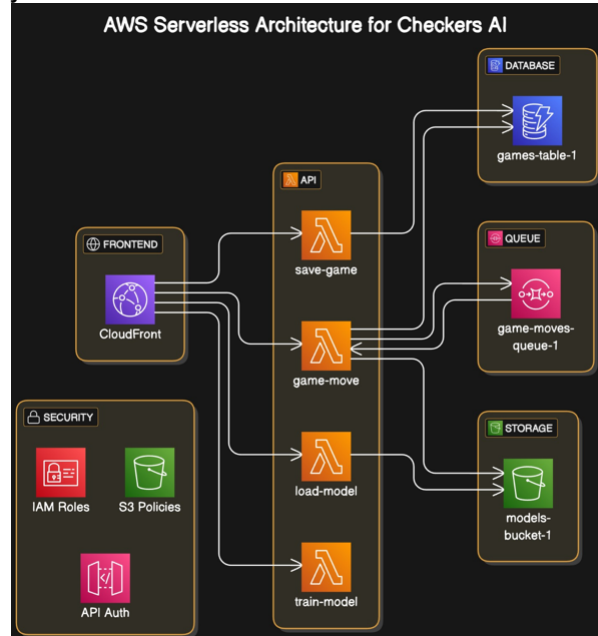 AWS Serverless Architecture for Checkers AI
DATABASE
games-table-1
API
save-game
FRONTEND
CloudFront
QUEUE
game-moves-
queue-1
game-move
SECURITY
IAM Roles
S3 Policies
API Auth
load-model
STORAGE
models-
bucket-1
train-model